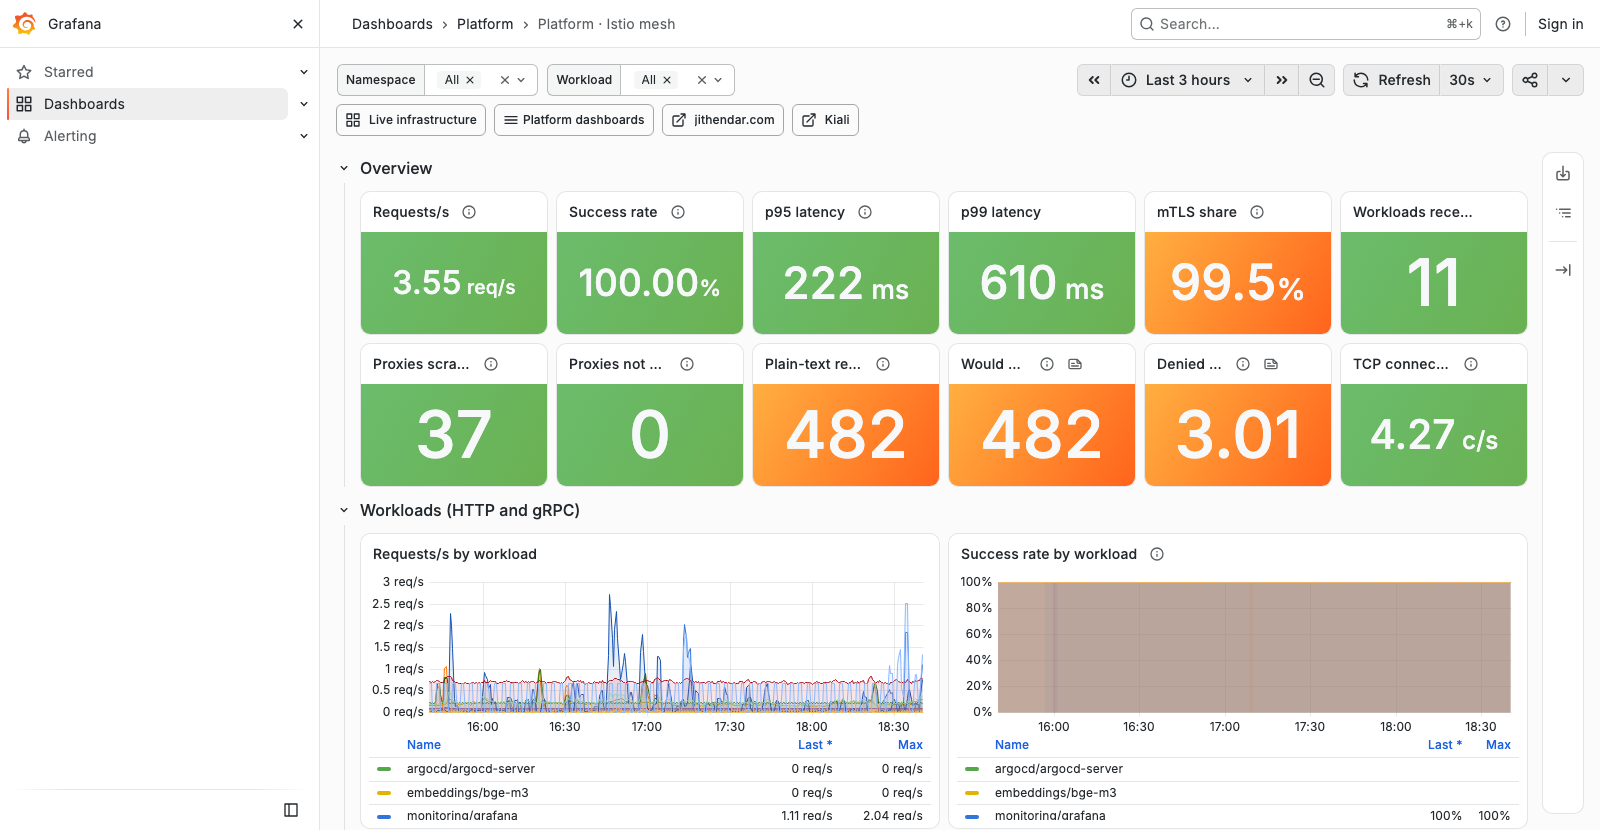 Grafana
Dashboards › Platform › Platform · Istio mesh
Search...
⌘+k
Sign in
Starred
Dashboards
Alerting
Namespace
All
Workload
All
Last 3 hours
Refresh
30s
Live infrastructure
Platform dashboards
jithendar.com
Kiali
Overview
Requests/s
Success rate
p95 latency
p99 latency
mTLS share
Workloads rece...
3.55 req/s
100.00%
222 ms
610 ms
99.5%
11
Proxies scra...
Proxies not ...
Plain-text re...
Would ...
Denied ...
TCP connec...
37
0
482
482
3.01
4.27 c/s
Workloads (HTTP and gRPC)
Requests/s by workload
3 req/s
2.5 req/s
2 req/s
1.5 req/s
1 req/s
0.5 req/s
0 req/s
16:00 16:30 17:00 17:30 18:00 18:30
Name Last * Max
argocd/argocd-server 0 req/s 0 req/s
embeddings/bge-m3 0 req/s 0 req/s
monitoring/grafana 1.11 req/s 2.04 req/s
Success rate by workload
100%
80%
60%
40%
20%
0%
16:00 16:30 17:00 17:30 18:00 18:30
Name Last * Max
argocd/argocd-server
embeddings/bge-m3
monitoring/grafana 100% 100%